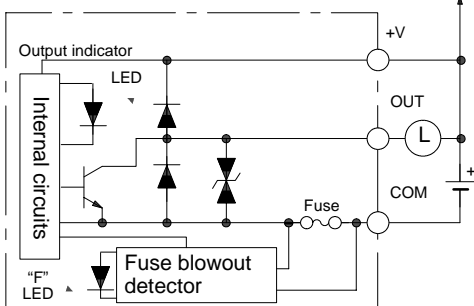 +V
Output indicator
LED
OUT
L
Internal circuits
COM
+
Fuse
"F"
LED
Fuse blowout
detector